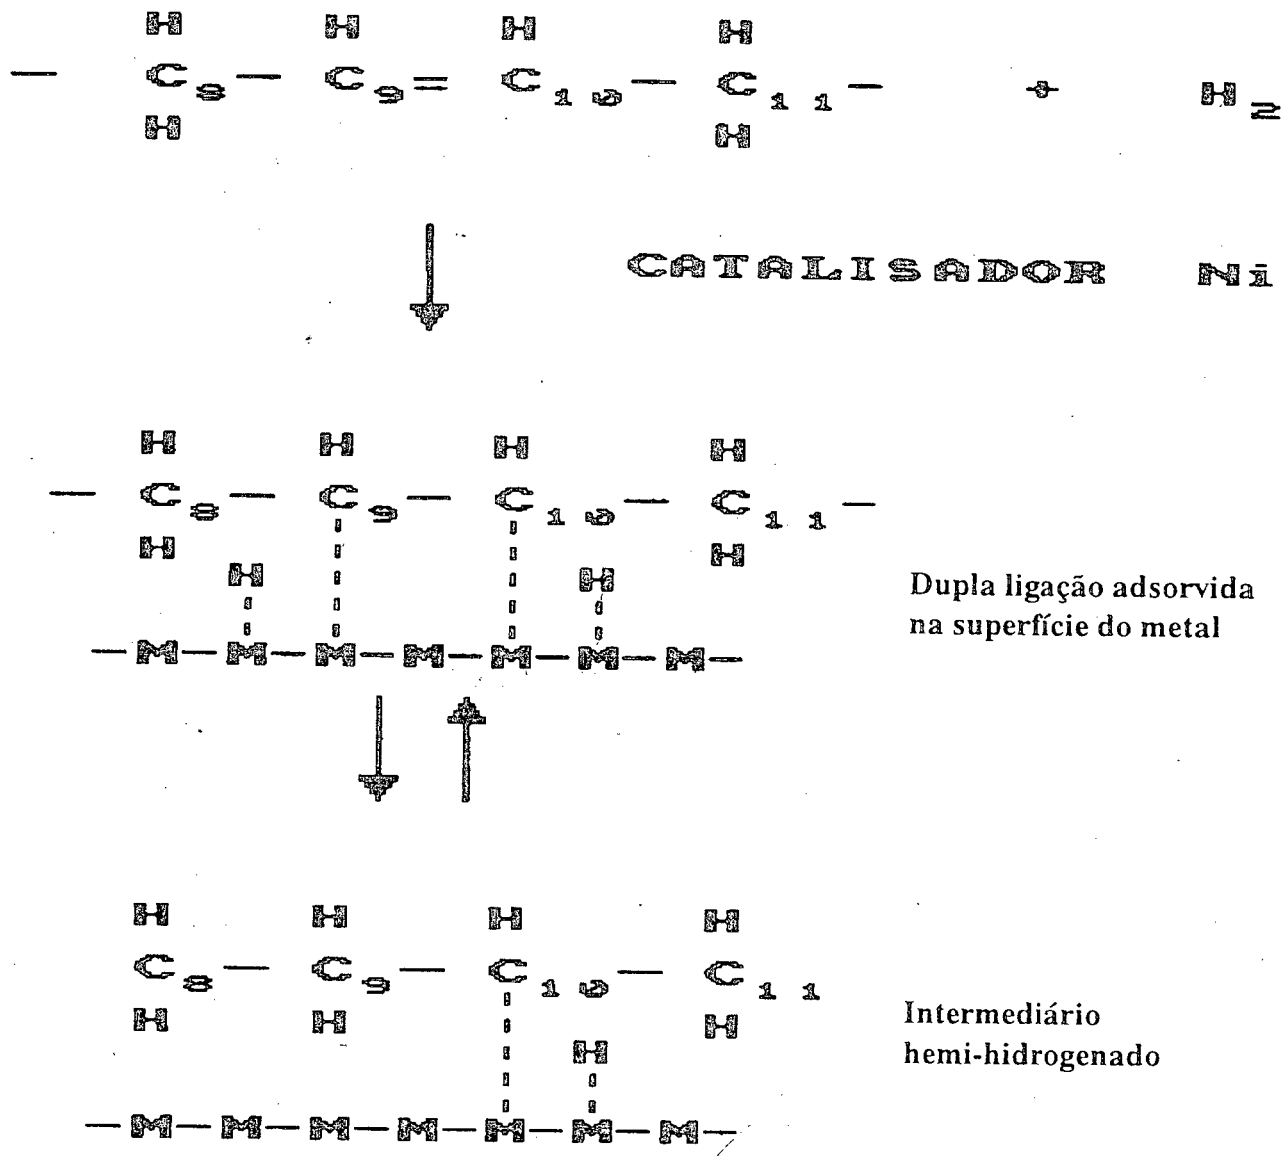 H H H H
— C8 — C9 = C10 — C11 — + H2
H H
CATALISADOR Ni
H H H H
— C8 — C9 — C10 — C11 —
H H
H H
Dupla ligação adsorvida
na superfície do metal
— M — M — M — M — M — M — M —
H H H H
C8 — C9 — C10 — C11
H H H
Intermediário
hemi-hidrogenado
H
— M — M — M — M — M — M — M —